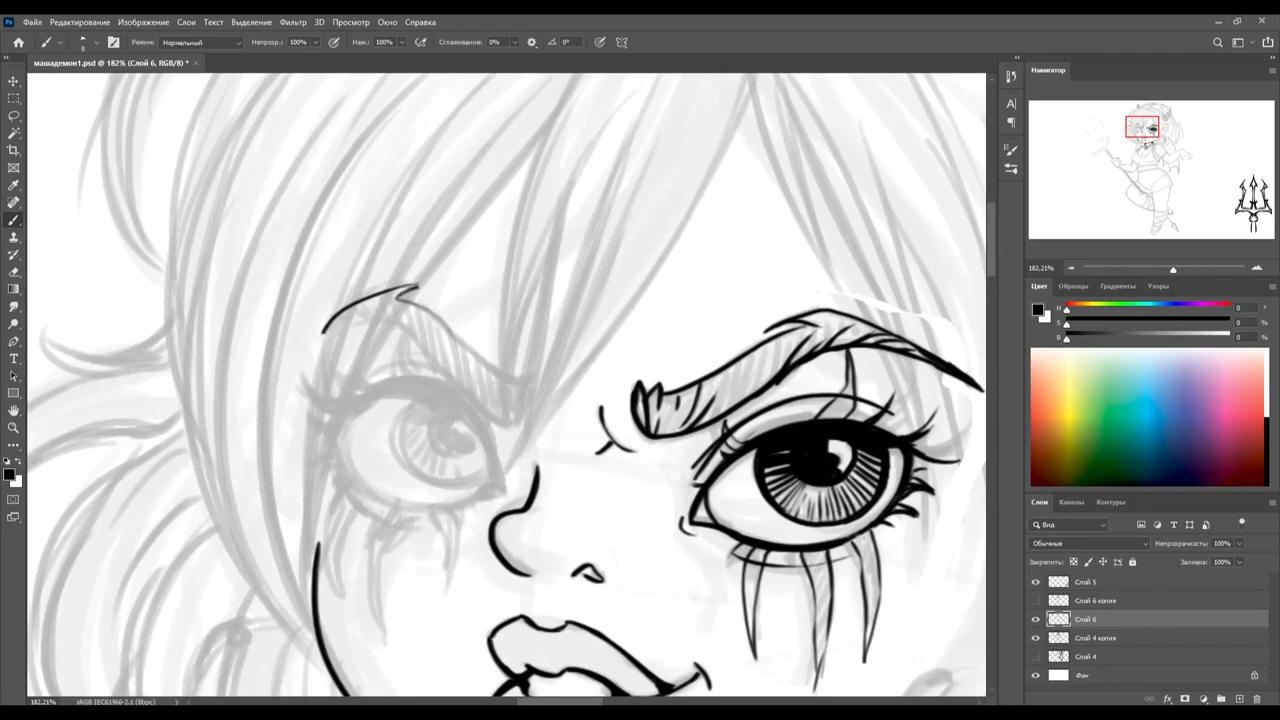 Ps Файл Редактирование Изображение Слои Текст Выделение Фильтр 3D Просмотр Окно Справка
8 Режим: Нормальный Непрозр.: 100% Наж.: 100% Сглаживание: 0% 0°
машадемон1.psd @ 182% (Слой 6, RGB/8) *
Навигатор
182,21%
Цвет Образцы Градиенты Узоры
H 0 °
S 0 %
B 0 %
Слои Каналы Контуры
Вид
Обычные Непрозрачность: 100%
Закрепить: Заливка: 100%
Слой 5
Слой 6 копия
Слой 6
Слой 4 копия
Слой 4
Фон
182,21% sRGB IEC61966-2.1 (8bpc)